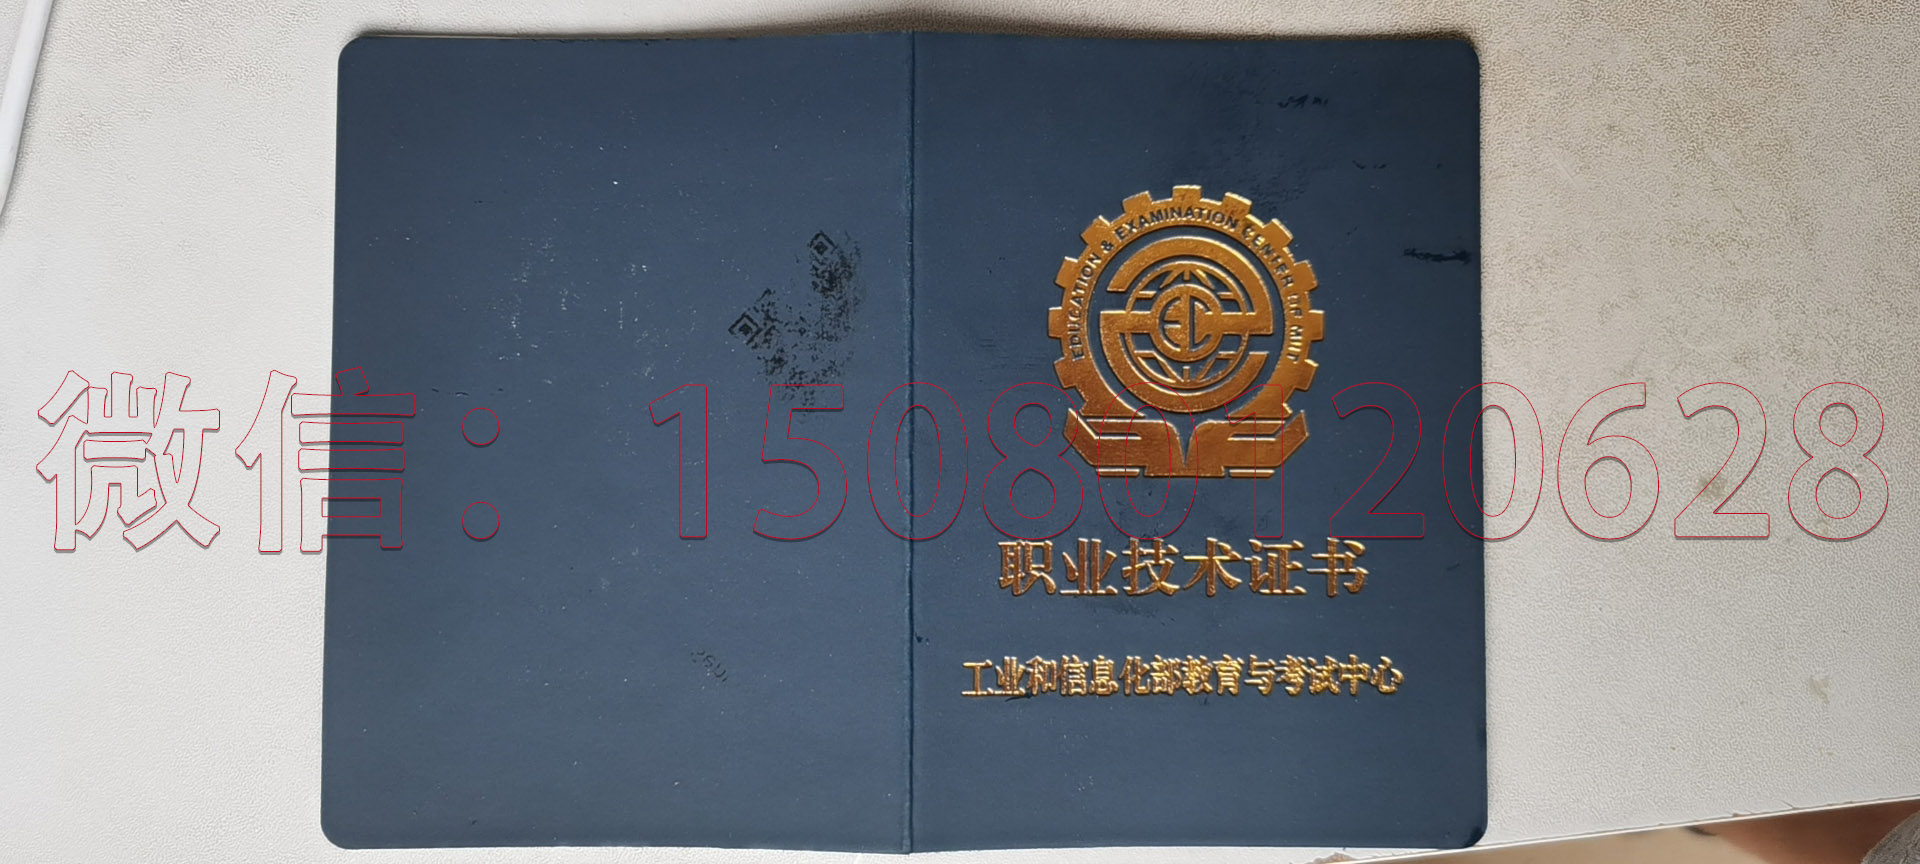 EDUCATION & EXAMINATION CENTER OF MIIT
微信：15080120628
职业技术证书
工业和信息化部教育与考试中心